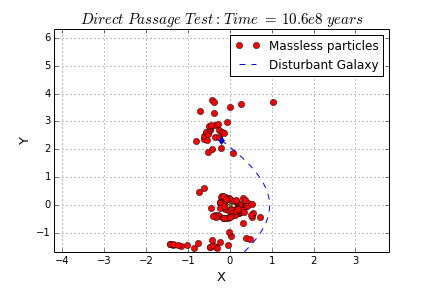 Direct Passage Test: Time = 10.6e8 years
Massless particles
Disturbant Galaxy
Y
6
5
4
3
2
1
0
−1
−4 −3 −2 −1 0 1 2 3
X